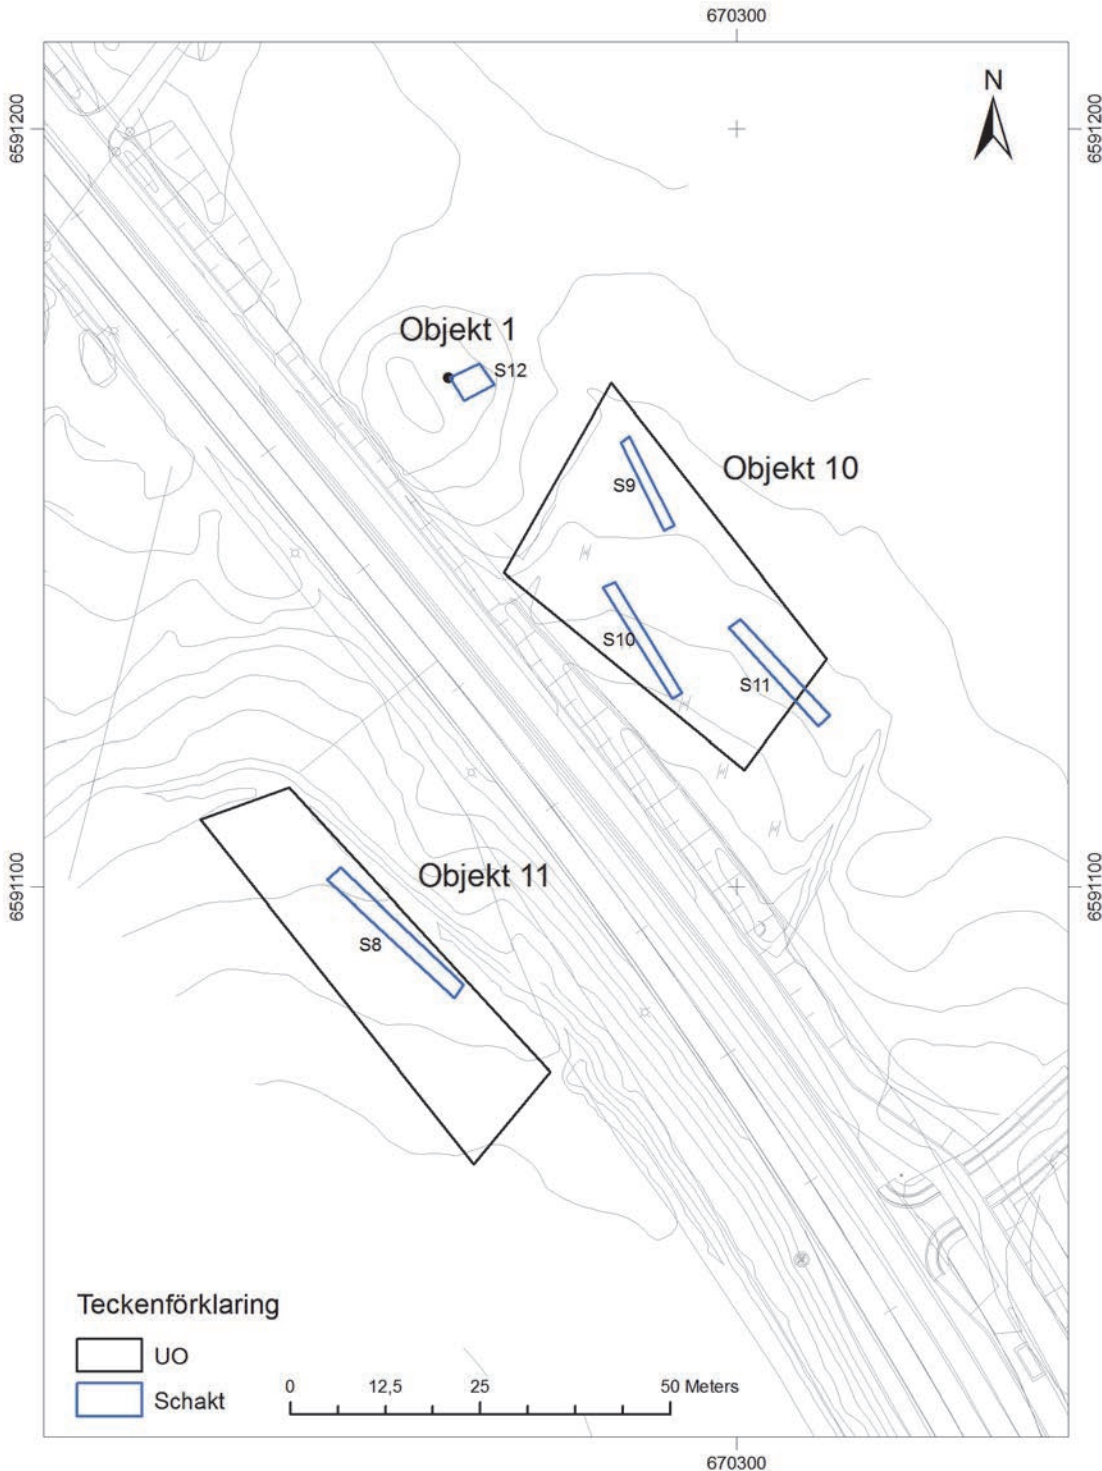 670300
6591200
6591200
N
Objekt 1
S12
Objekt 10
S9
S10
S11
6591100
6591100
Objekt 11
S8
Teckenförklaring
UO
Schakt
0 12,5 25 50 Meters
670300